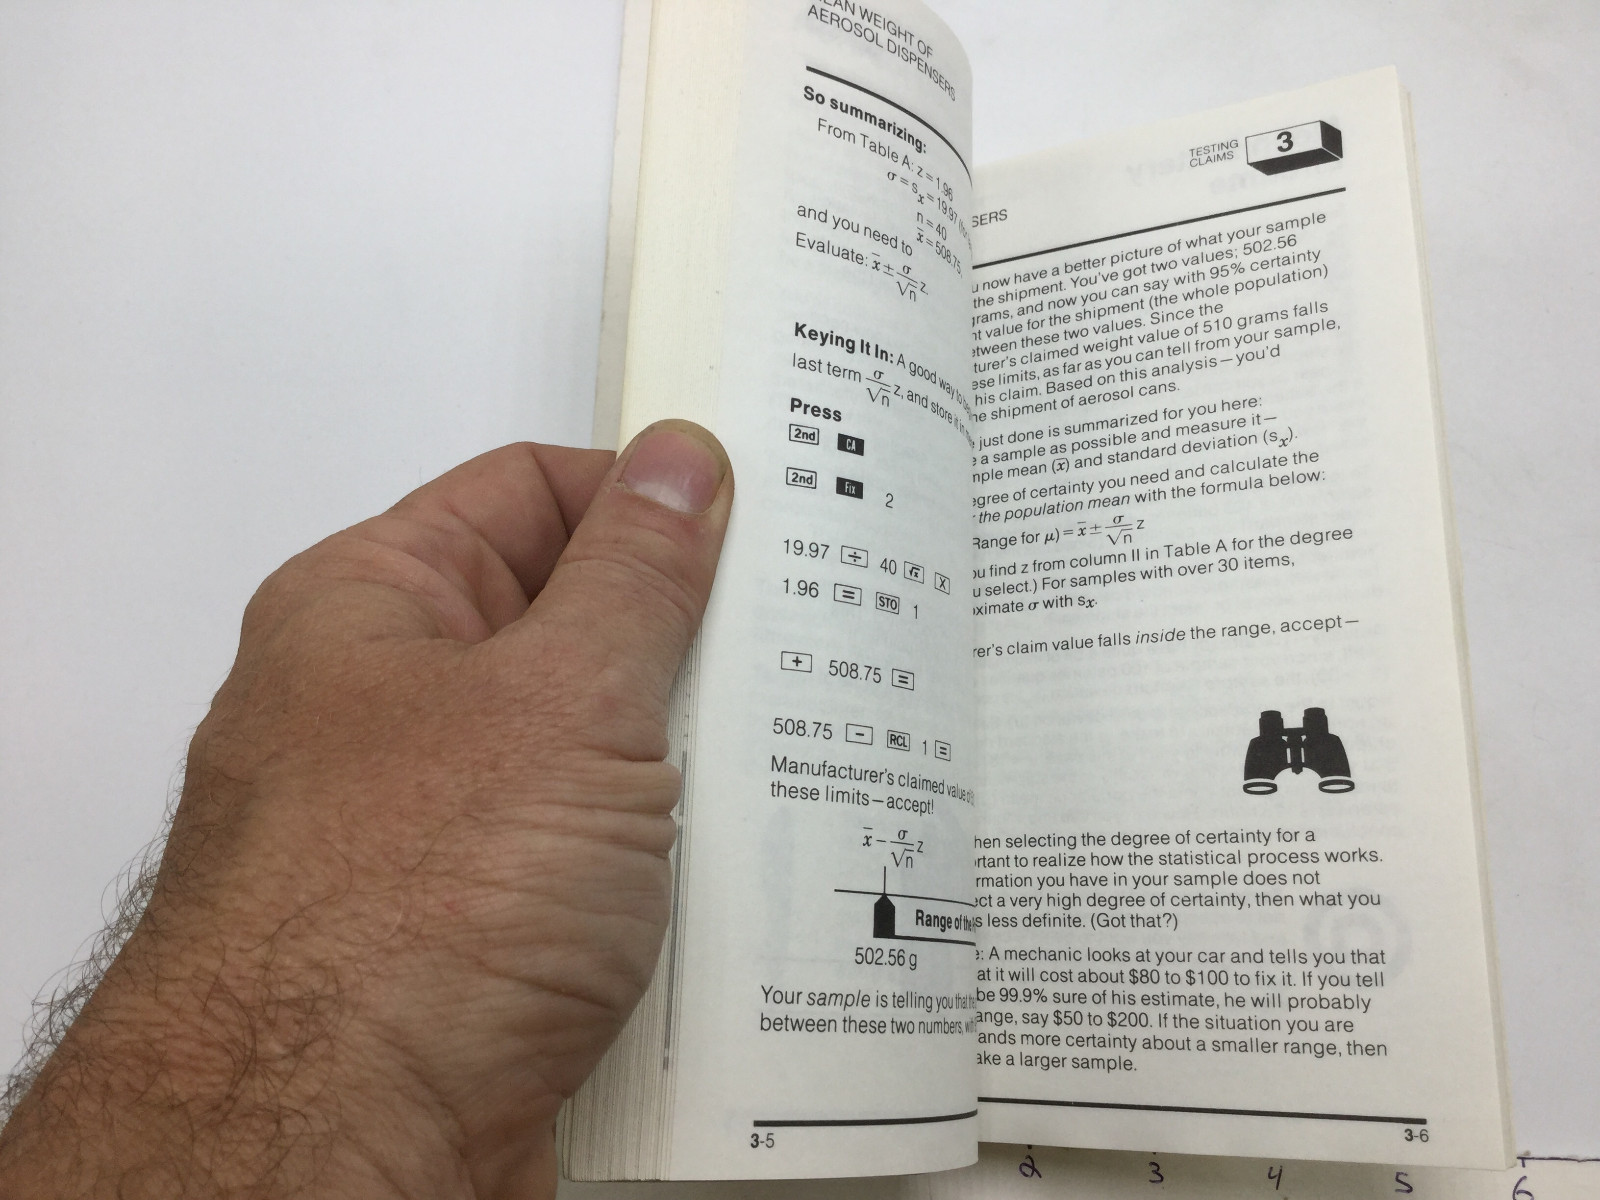 EAN WEIGHT OF
AEROSOL DISPENSERS
So summarizing:
From Table A: z = 1.96
σ = sx = 19.97
n = 40
x̄ = 508.75
and you need to
Evaluate: x̄ ± σ/√n z.
Keying It In: A good way to
last term σ/√n z, and store it in
Press
2nd CA
2nd Fix 2
19.97 ÷ 40 √x X
1.96 = STO 1
+ 508.75 =
508.75 − RCL 1 =
Manufacturer's claimed value
these limits—accept!
x̄ − σ/√n z
Range of the
502.56 g
Your sample is telling you that
between these two numbers,
3-5
TESTING
CLAIMS
3
SERS
u now have a better picture of what your sample
the shipment. You've got two values; 502.56
grams, and now you can say with 95% certainty
nt value for the shipment (the whole population)
etween these two values. Since the
turer's claimed weight value of 510 grams falls
ese limits, as far as you can tell from your sample,
his claim. Based on this analysis—you'd
he shipment of aerosol cans.
just done is summarized for you here:
e a sample as possible and measure it—
mple mean (x̄) and standard deviation (sx).
egree of certainty you need and calculate the
r the population mean with the formula below:
Range for μ) = x̄ ± σ/√n z
ou find z from column II in Table A for the degree
u select.) For samples with over 30 items,
ximate σ with sx.
rer's claim value falls inside the range, accept—
hen selecting the degree of certainty for a
rtant to realize how the statistical process works.
rmation you have in your sample does not
ect a very high degree of certainty, then what you
s less definite. (Got that?)
e: A mechanic looks at your car and tells you that
at it will cost about $80 to $100 to fix it. If you tell
be 99.9% sure of his estimate, he will probably
ange, say $50 to $200. If the situation you are
ands more certainty about a smaller range, then
ake a larger sample.
3-6
2 3 4 5 6